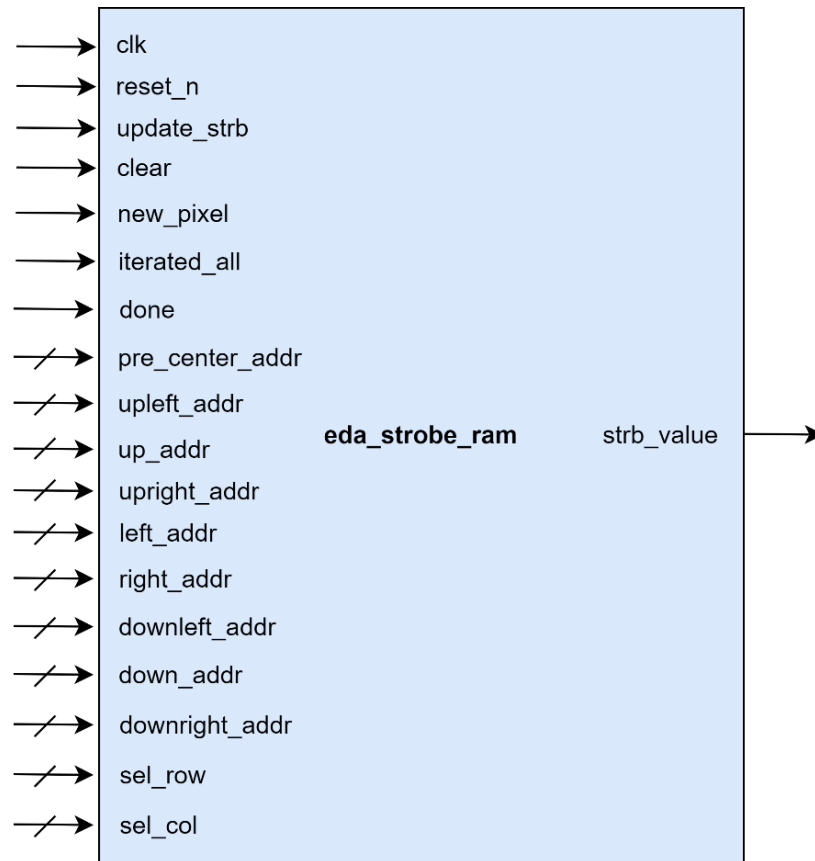 clk
reset_n
update_strb
clear
new_pixel
iterated_all
done
pre_center_addr
upleft_addr
up_addr
upright_addr
left_addr
right_addr
downleft_addr
down_addr
downright_addr
sel_row
sel_col
eda_strobe_ram
strb_value